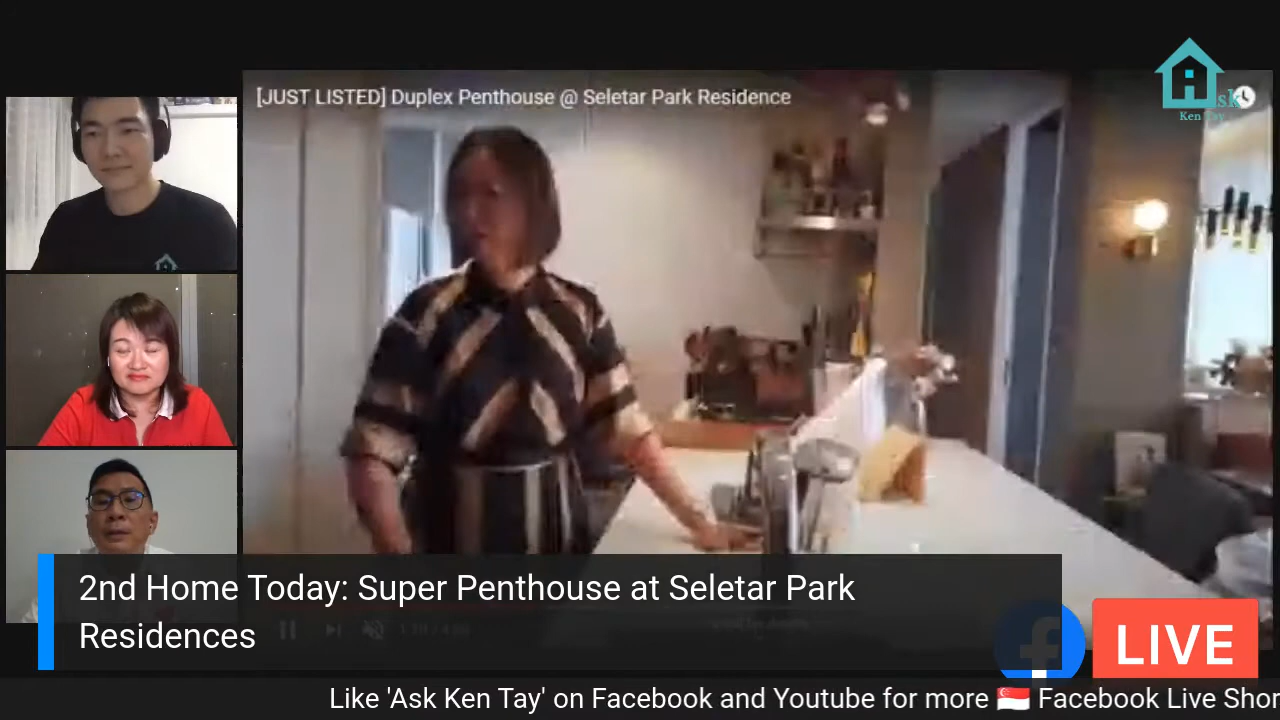 [JUST LISTED] Duplex Penthouse @ Seletar Park Residence
Ask
Ken Tay
2nd Home Today: Super Penthouse at Seletar Park
Residences
LIVE
Like 'Ask Ken Tay' on Facebook and Youtube for more 🇸🇬 Facebook Live Shor